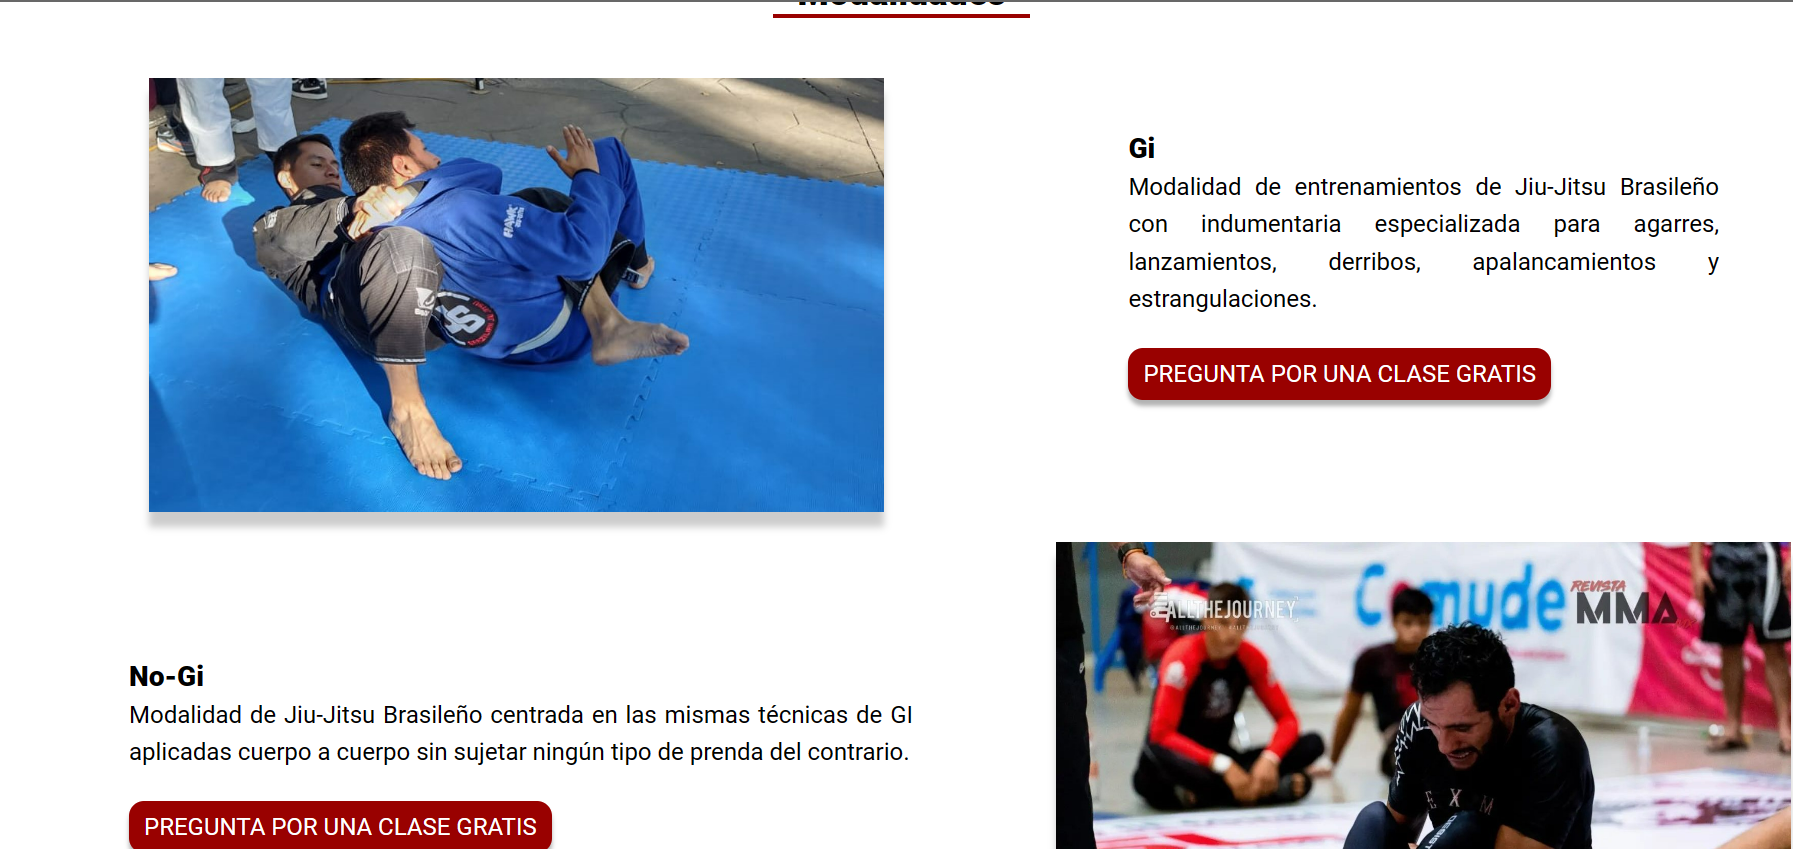 Modalidades
HAWK
Gi
Modalidad de entrenamientos de Jiu-Jitsu Brasileño
con indumentaria especializada para agarres,
lanzamientos, derribos, apalancamientos y
estrangulaciones.
PREGUNTA POR UNA CLASE GRATIS
Comude
REVISTA
MMA
ALLTHEJOURNEY
No-Gi
Modalidad de Jiu-Jitsu Brasileño centrada en las mismas técnicas de GI
aplicadas cuerpo a cuerpo sin sujetar ningún tipo de prenda del contrario.
PREGUNTA POR UNA CLASE GRATIS